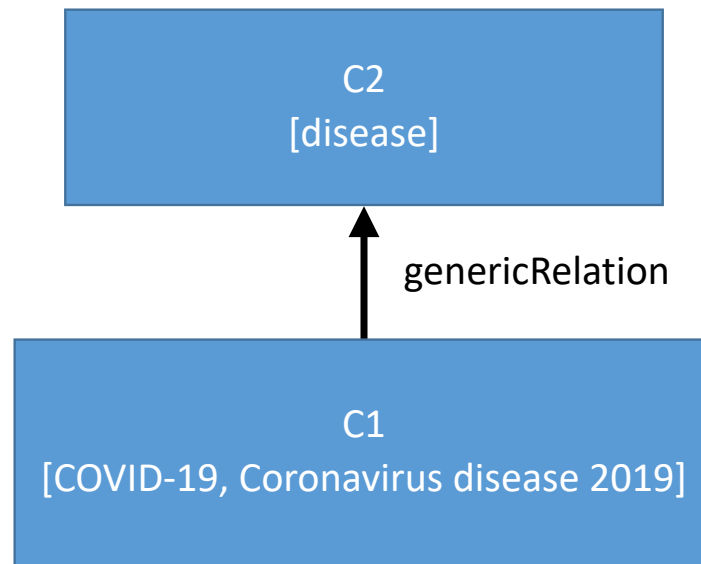 C2
[disease]
genericRelation
C1
[COVID-19, Coronavirus disease 2019]